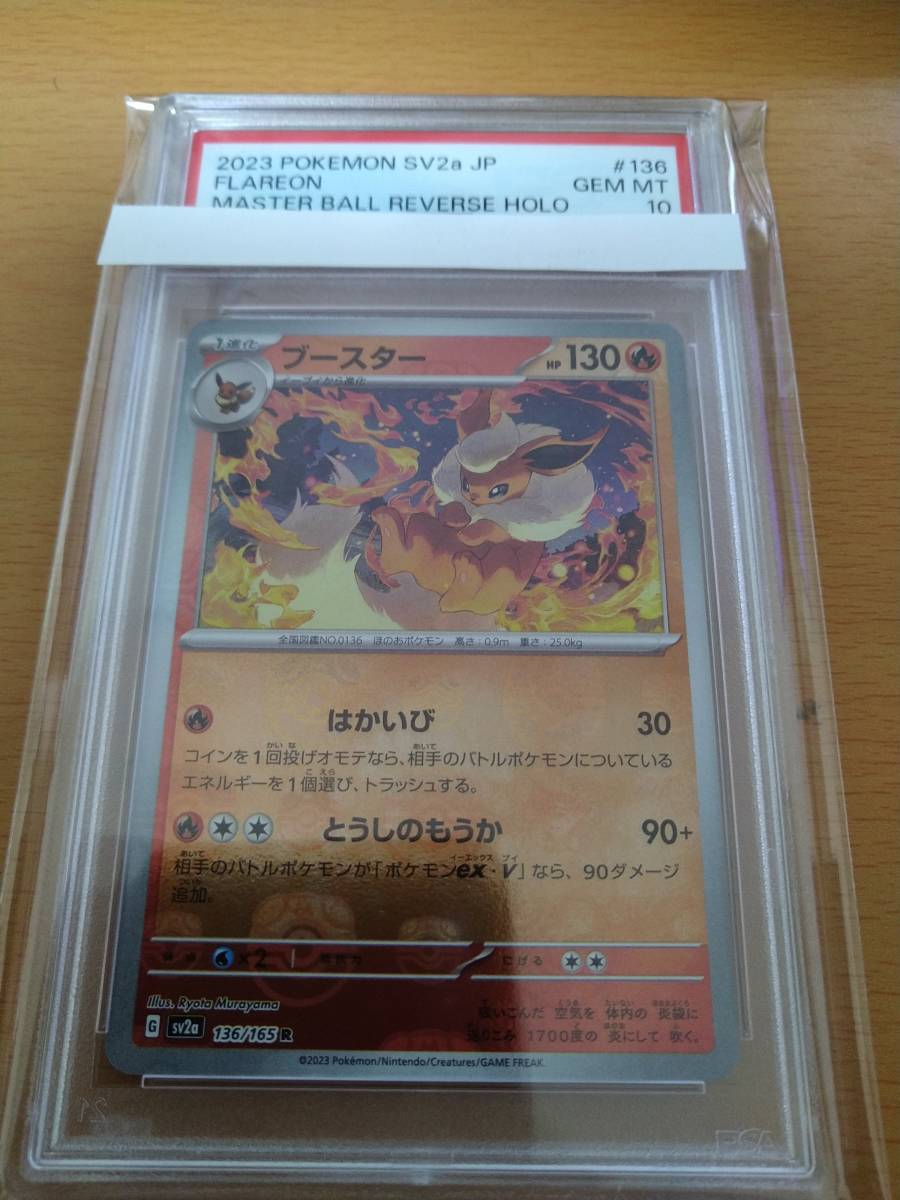 2023 POKEMON SV2a JP #136
FLAREON GEM MT
MASTER BALL REVERSE HOLO 10
1進化 ブースター HP 130
イーブイから進化
全国図鑑NO.0136 ほのおポケモン 高さ:0.9m 重さ:25.0kg
はかいび 30
コインを1回投げオモテなら、相手のバトルポケモンについている
エネルギーを1個選び、トラッシュする。
とうしのもうか 90+
相手のバトルポケモンが「ポケモンex・V」なら、90ダメージ
追加。
×2 にげる
Illus. Ryota Murayama
吸いこんだ 空気を 体内の 炎袋に
G sv2a 136/165 R
送りこみ 1700度の 炎にして 吹く。
©2023 Pokémon/Nintendo/Creatures/GAME FREAK.